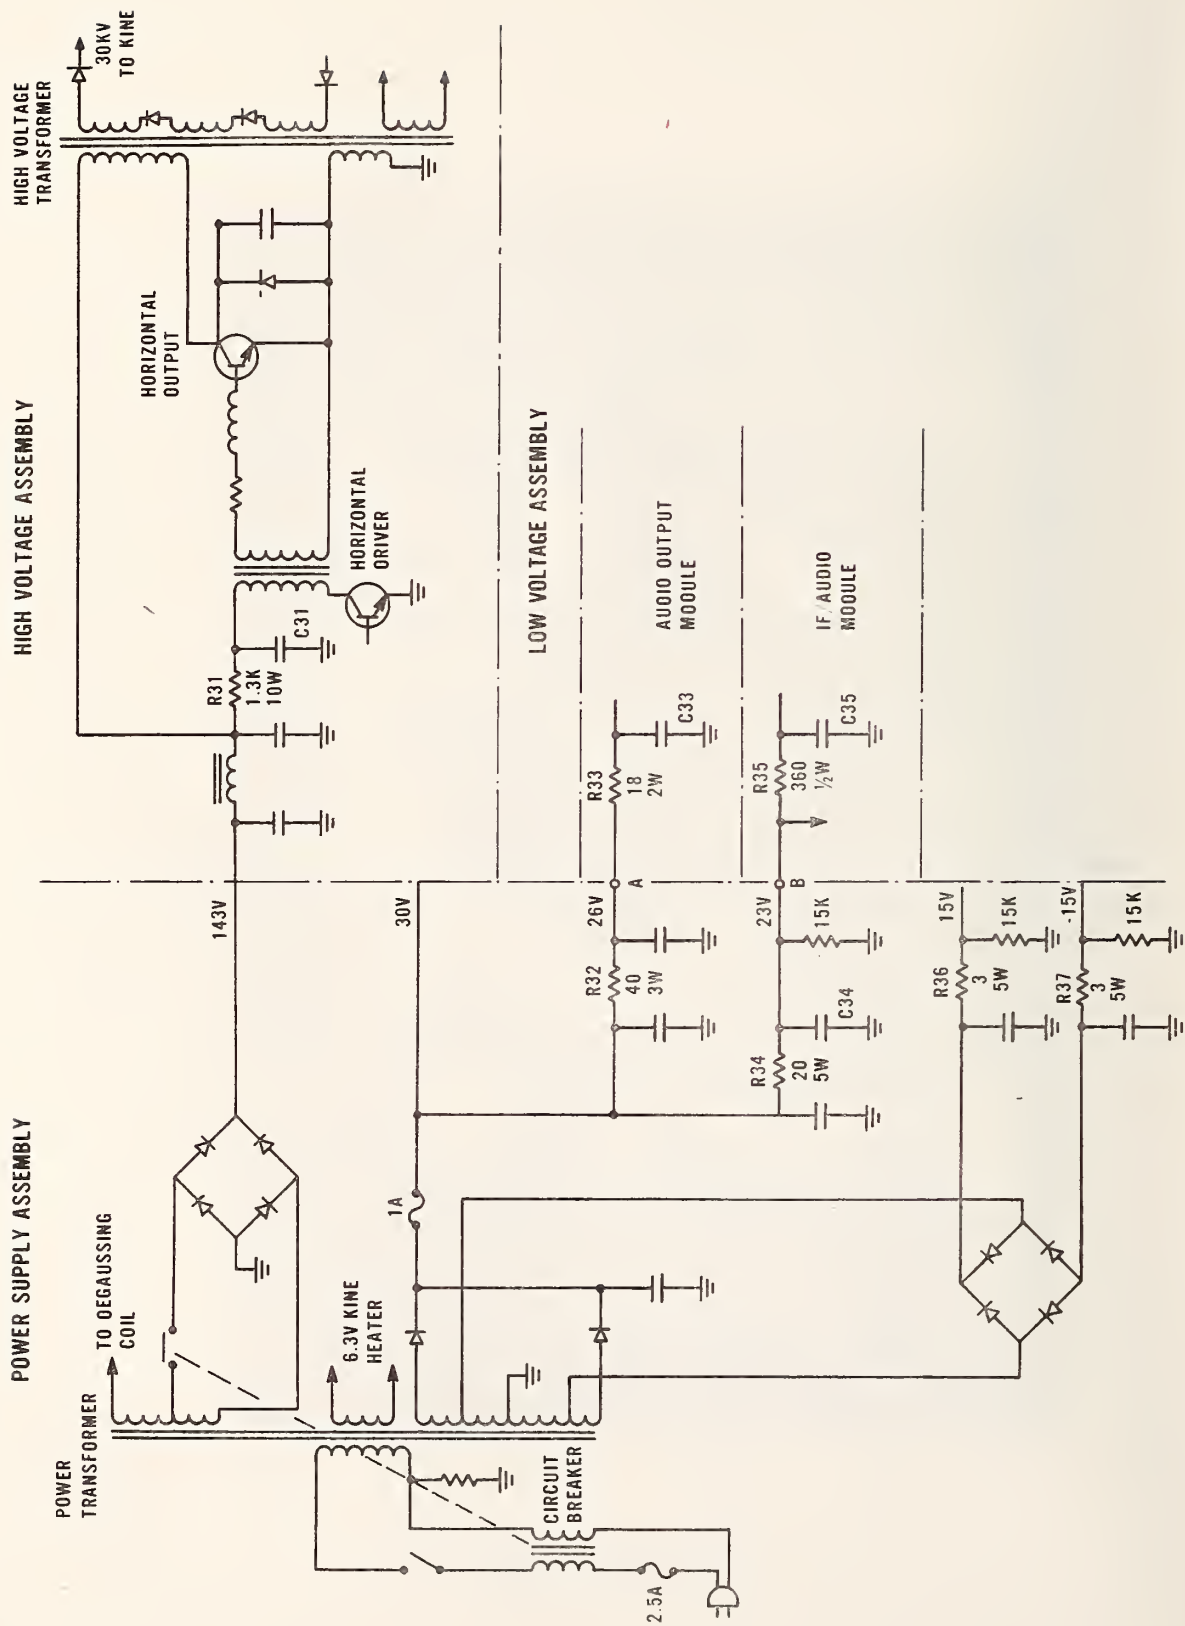 POWER SUPPLY ASSEMBLY
HIGH VOLTAGE ASSEMBLY
POWER
TRANSFORMER
TO DEGAUSSING
COIL
143V
R31
1.3K
10W
C31
HORIZONTAL
DRIVER
HORIZONTAL
OUTPUT
HIGH VOLTAGE
TRANSFORMER
30KV
TO KINE
6.3V KINE
HEATER
1A
30V
LOW VOLTAGE ASSEMBLY
CIRCUIT
BREAKER
2.5A
R32
40
3W
26V
A
R33
18
2W
C33
AUDIO OUTPUT
MODULE
R34
20
5W
C34
23V
15K
B
R35
360
½W
C35
IF/AUDIO
MODULE
R36
3
5W
15V
15K
R37
3
5W
-15V
15K